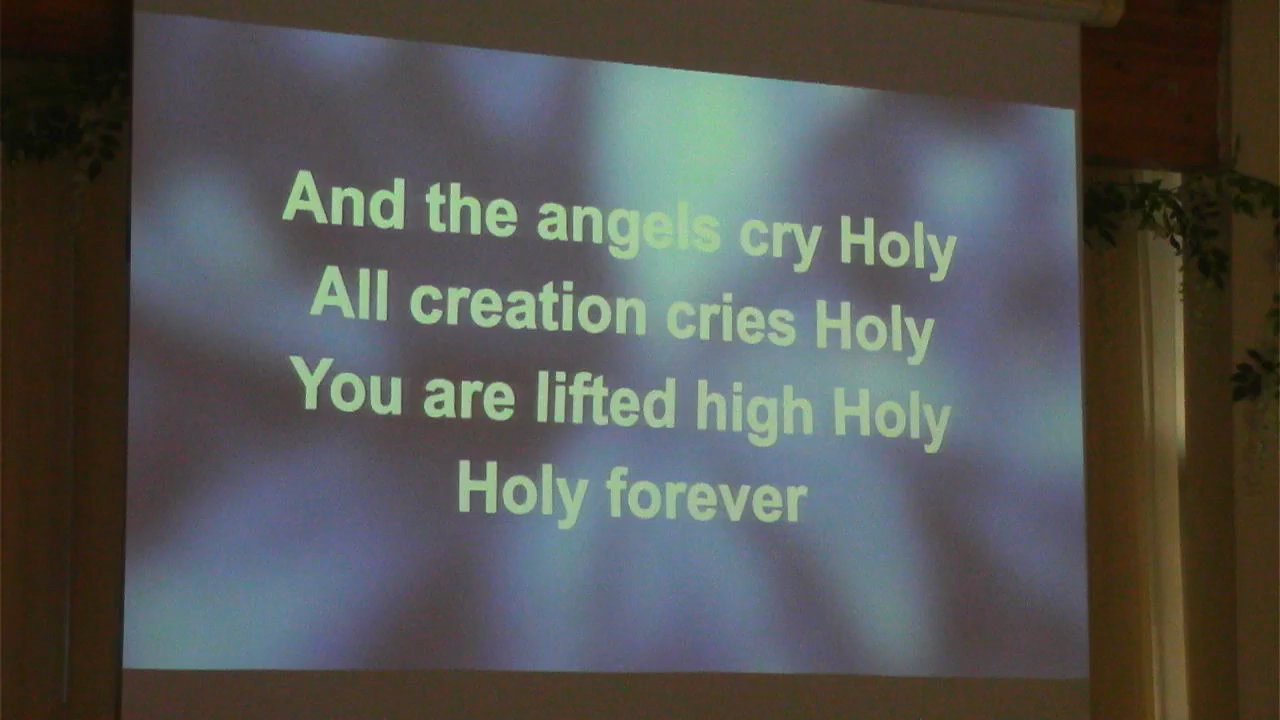 And the angels cry Holy
All creation cries Holy
You are lifted high Holy
Holy forever